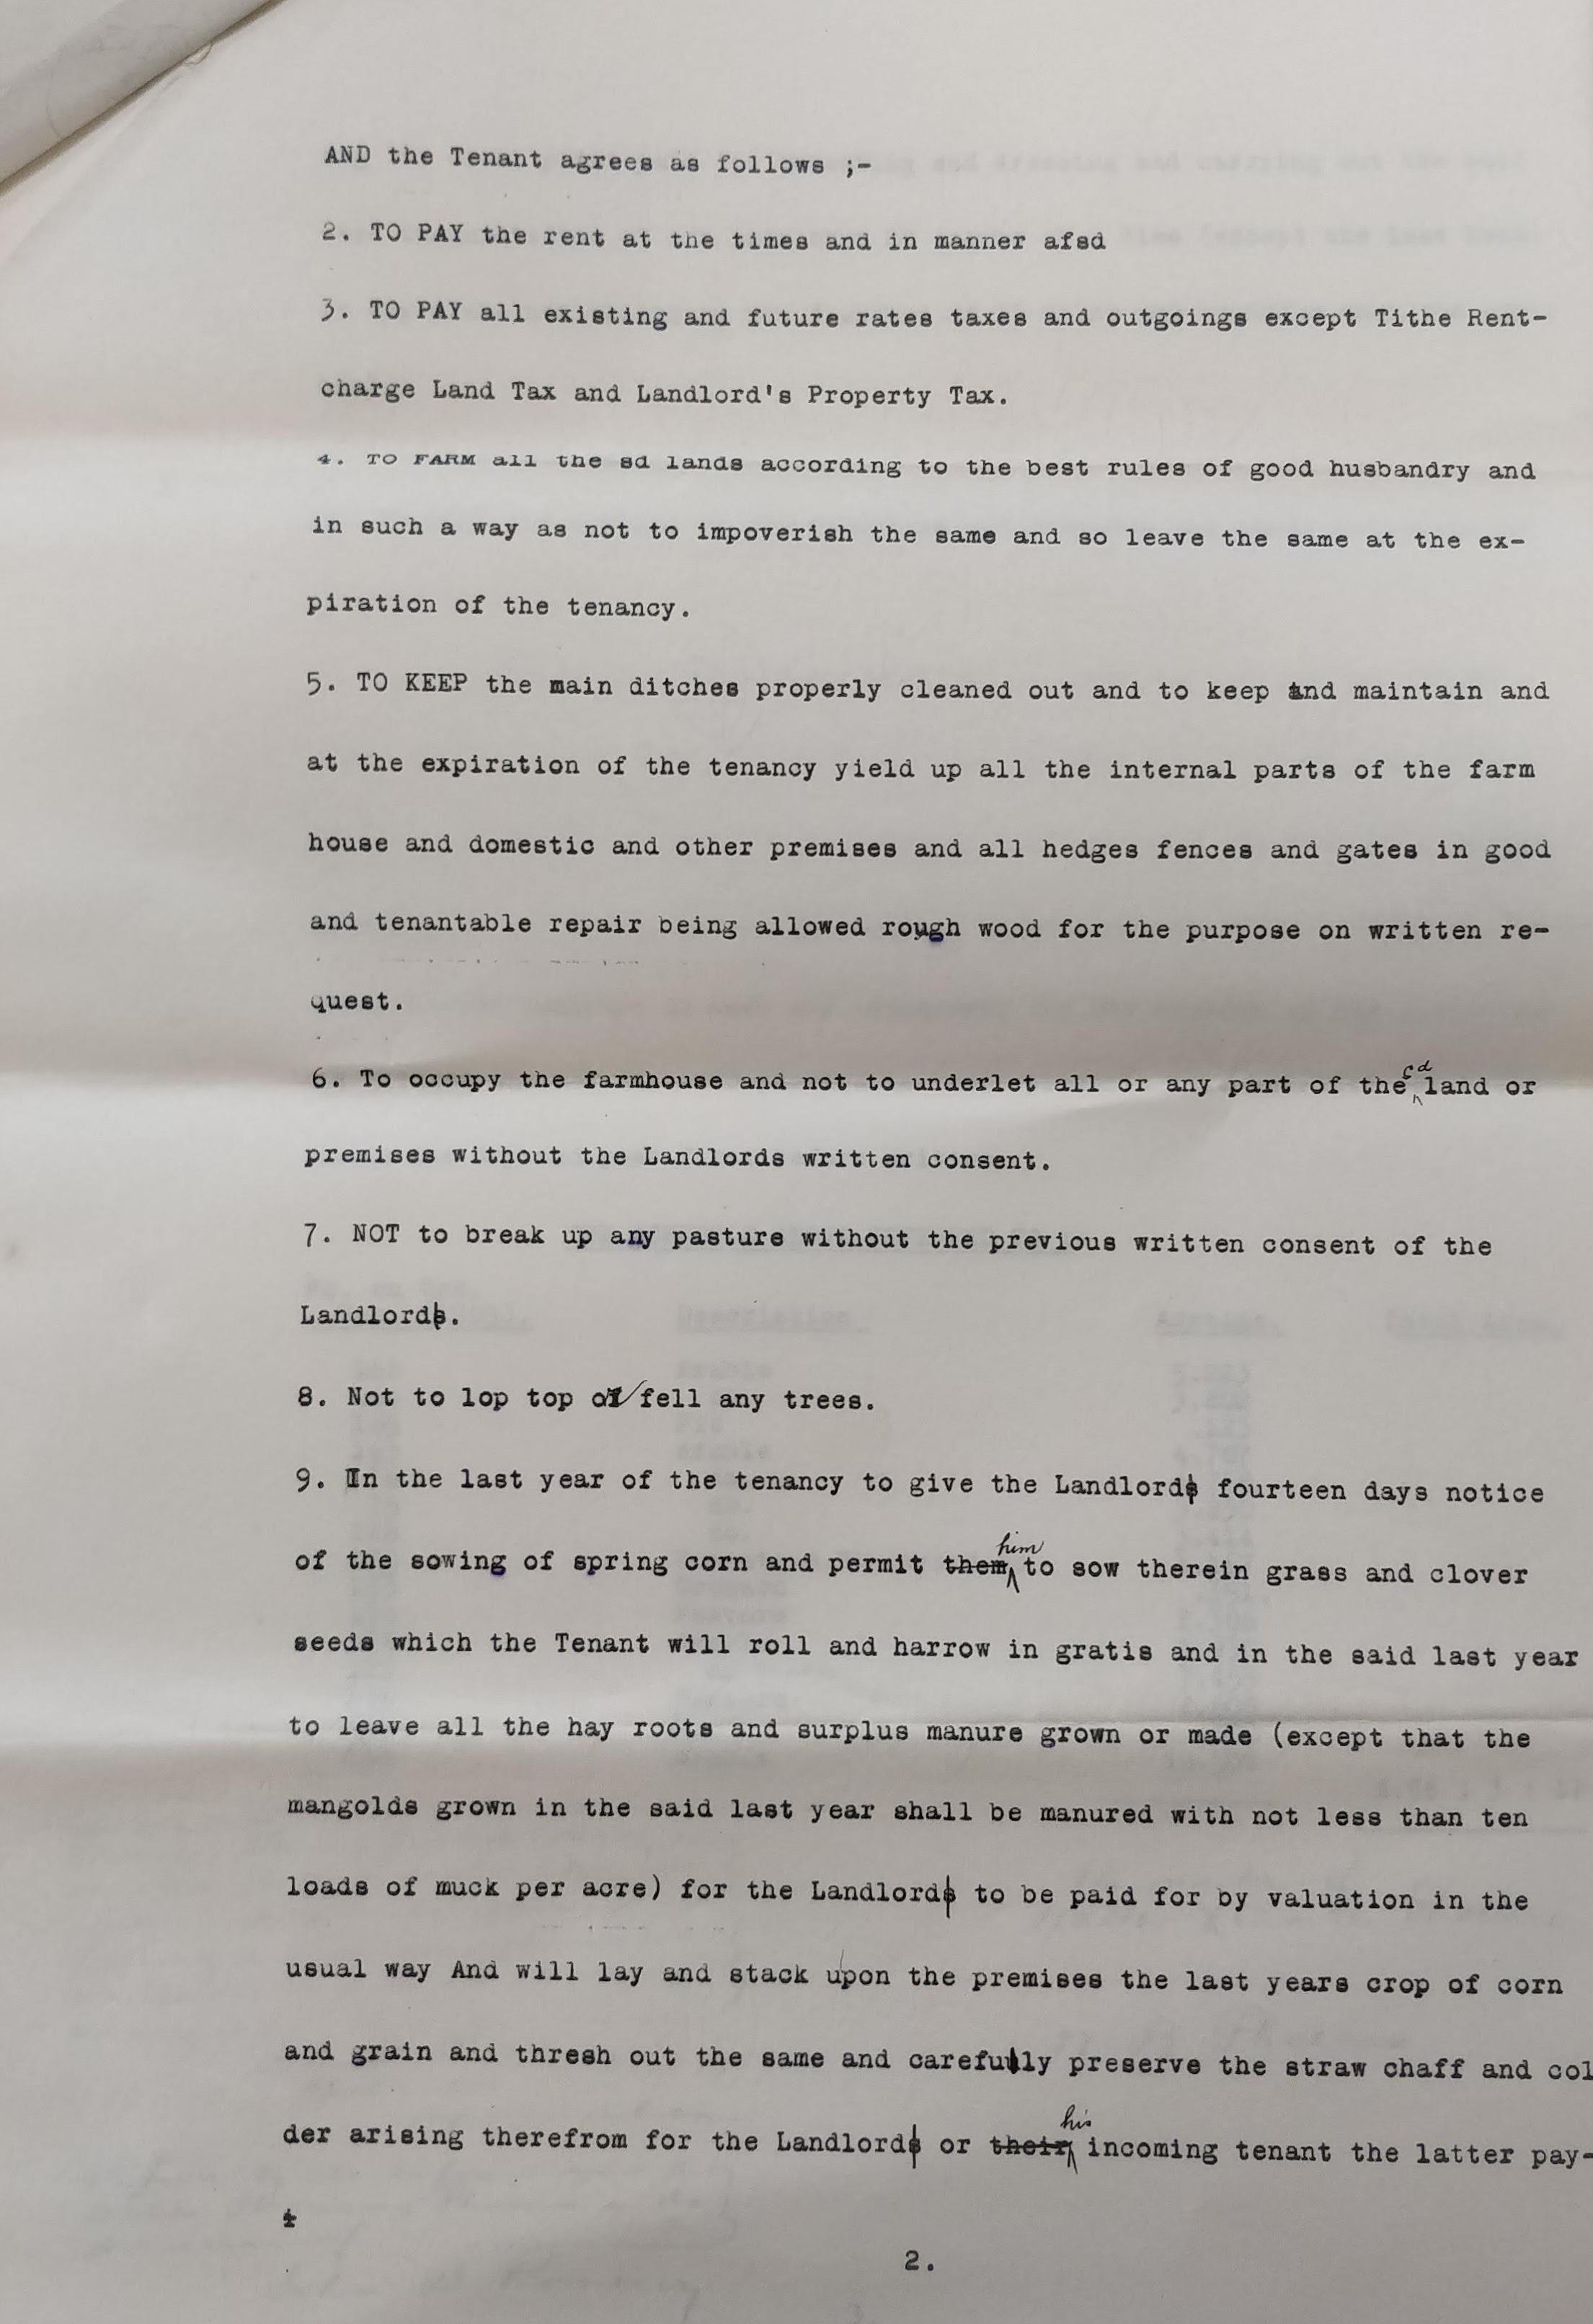 AND the Tenant agrees as follows ;-
2. TO PAY the rent at the times and in manner afsd
3. TO PAY all existing and future rates taxes and outgoings except Tithe Rent-
charge Land Tax and Landlord's Property Tax.
4. TO FARM all the sd lands according to the best rules of good husbandry and
in such a way as not to impoverish the same and so leave the same at the ex-
piration of the tenancy.
5. TO KEEP the main ditches properly cleaned out and to keep and maintain and
at the expiration of the tenancy yield up all the internal parts of the farm
house and domestic and other premises and all hedges fences and gates in good
and tenantable repair being allowed rough wood for the purpose on written re-
quest.
6. To occupy the farmhouse and not to underlet all or any part of the sd land or
premises without the Landlords written consent.
7. NOT to break up any pasture without the previous written consent of the
Landlords.
8. Not to lop top or fell any trees.
9. In the last year of the tenancy to give the Landlords fourteen days notice
of the sowing of spring corn and permit them him to sow therein grass and clover
seeds which the Tenant will roll and harrow in gratis and in the said last year
to leave all the hay roots and surplus manure grown or made (except that the
mangolds grown in the said last year shall be manured with not less than ten
loads of muck per acre) for the Landlords to be paid for by valuation in the
usual way And will lay and stack upon the premises the last years crop of corn
and grain and thresh out the same and carefully preserve the straw chaff and col
der arising therefrom for the Landlords or their his incoming tenant the latter pay-
2.